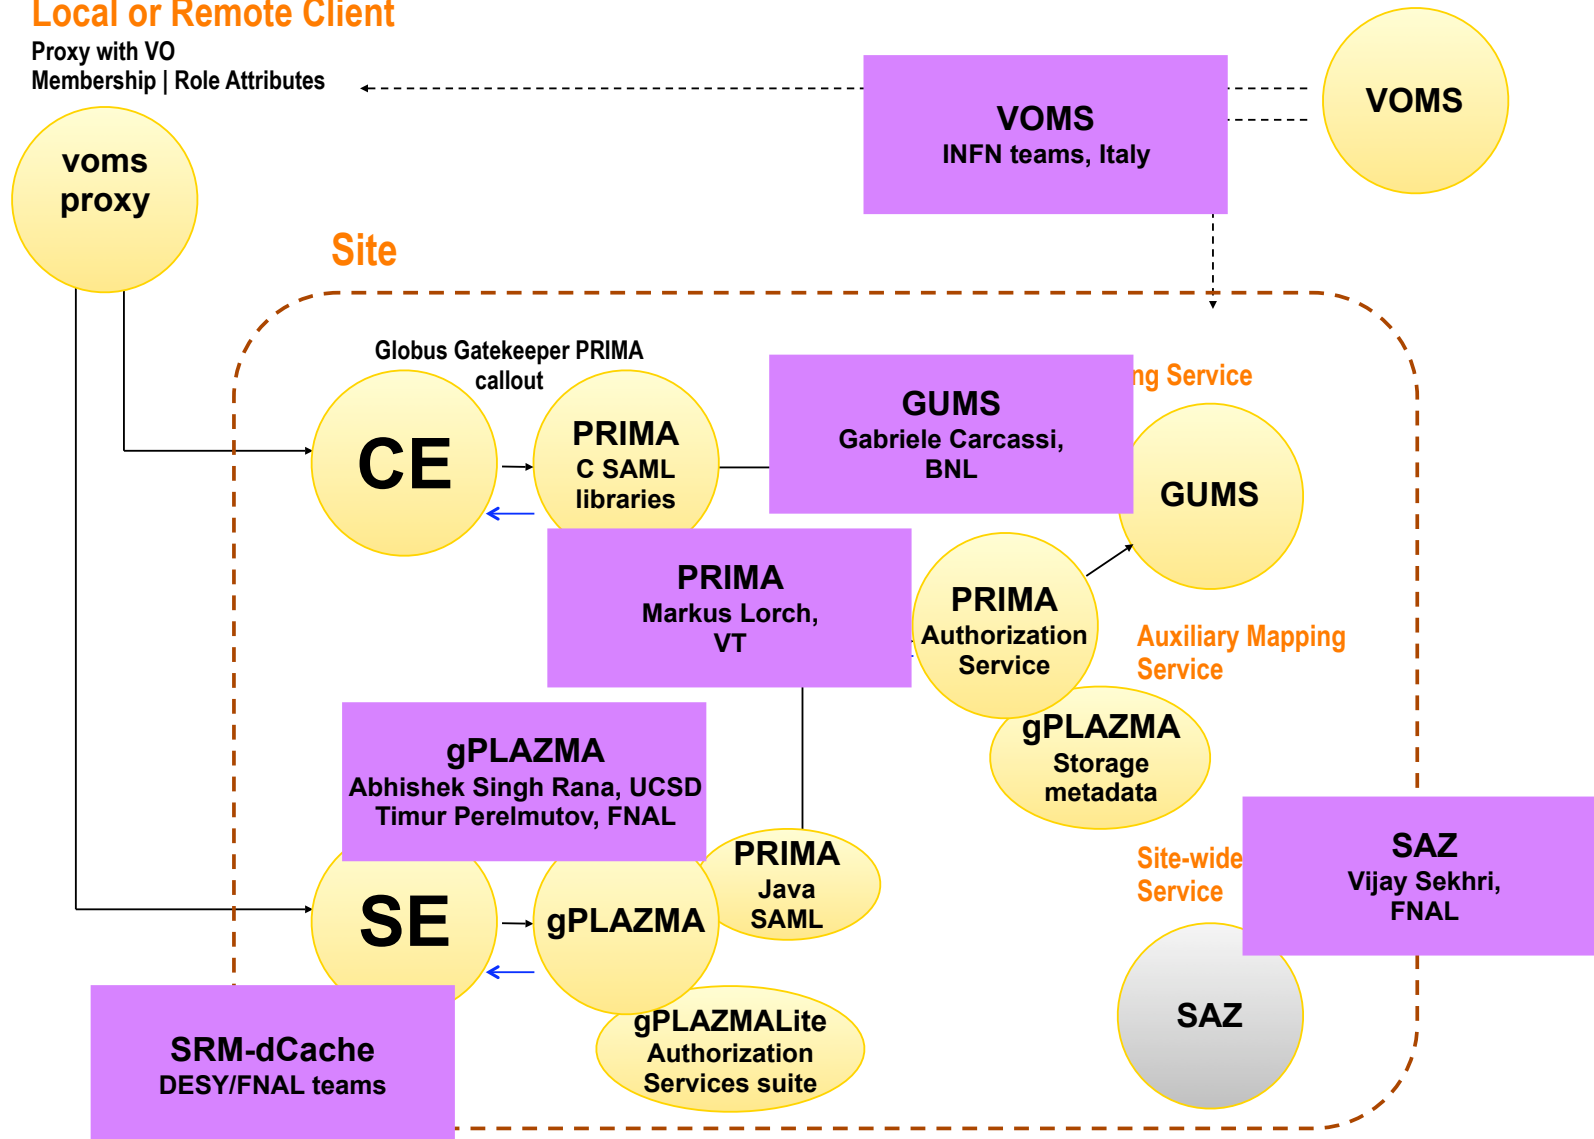 Local or Remote Client
Proxy with VO
Membership | Role Attributes
VOMS
INFN teams, Italy
VOMS
voms
proxy
Site
Globus Gatekeeper PRIMA
callout
CE
PRIMA
C SAML
libraries
GUMS
Gabriele Carcassi,
BNL
Service
GUMS
PRIMA
Markus Lorch,
VT
PRIMA
Authorization
Service
Auxiliary Mapping
Service
gPLAZMA
Storage
metadata
gPLAZMA
Abhishek Singh Rana, UCSD
Timur Perelmutov, FNAL
PRIMA
Java
SAML
SE
gPLAZMA
Site-wide
Service
SAZ
Vijay Sekhri,
FNAL
SAZ
gPLAZMALite
Authorization
Services suite
SRM-dCache
DESY/FNAL teams